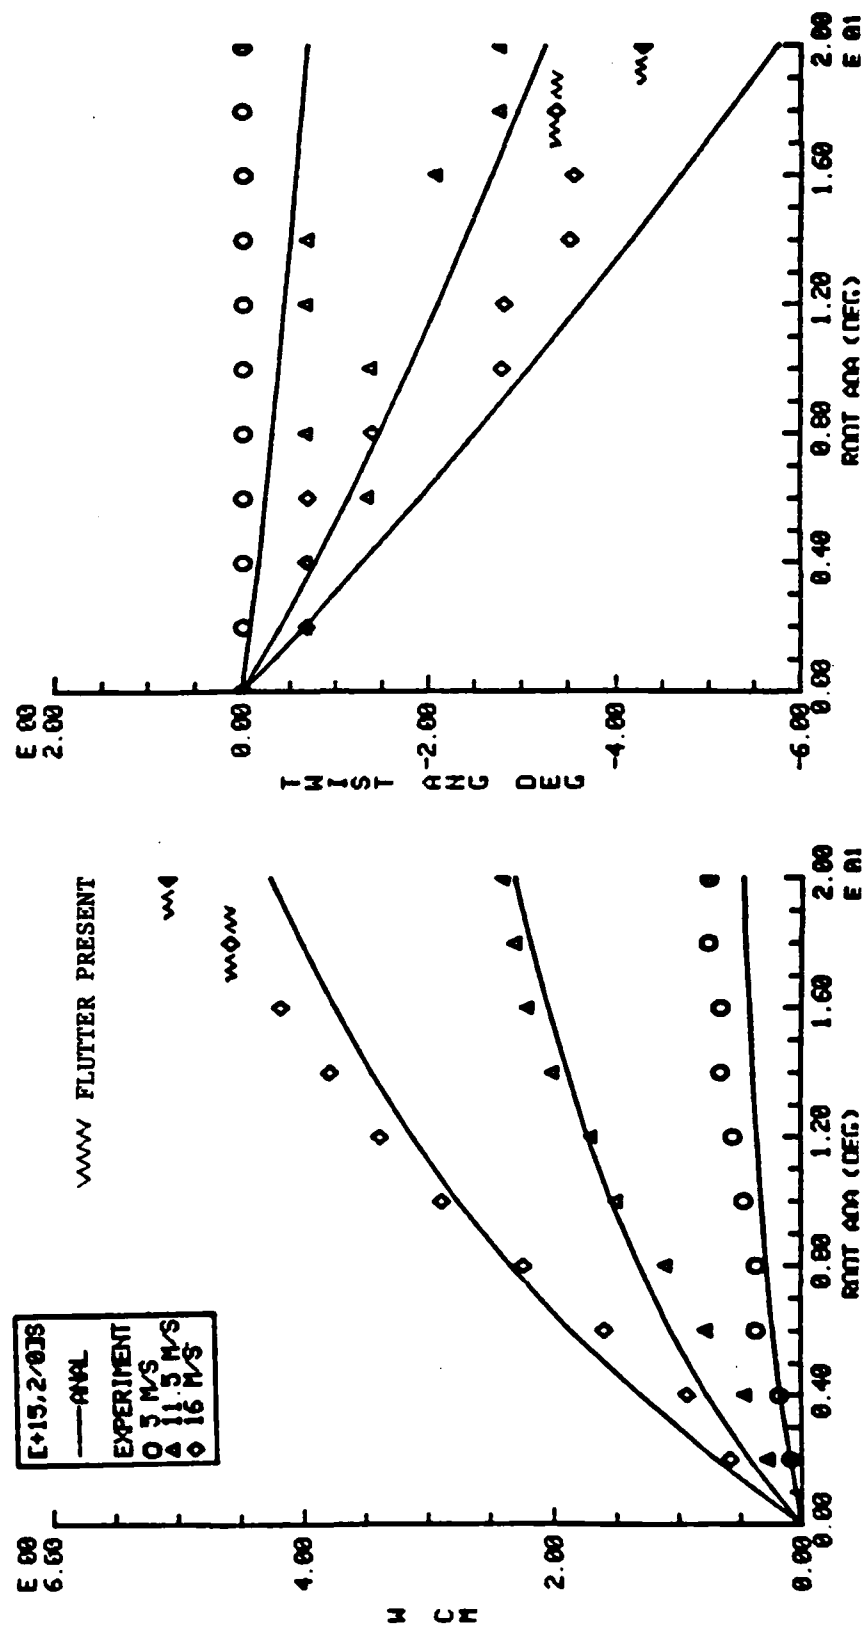 E 00
6.00
4.00
2.00
0.00
W CM
[+15,2/0]S
ANAL
EXPERIMENT
5 M/S
11.5 M/S
16 M/S
FLUTTER PRESENT
0.00 0.40 0.80 1.20 1.60 2.00
E 01
ROOT AOA (DEG)
E 00
2.00
0.00
-2.00
-4.00
-6.00
TWIST ANG DEG
0.00 0.40 0.80 1.20 1.60 2.00
E 01
ROOT AOA (DEG)